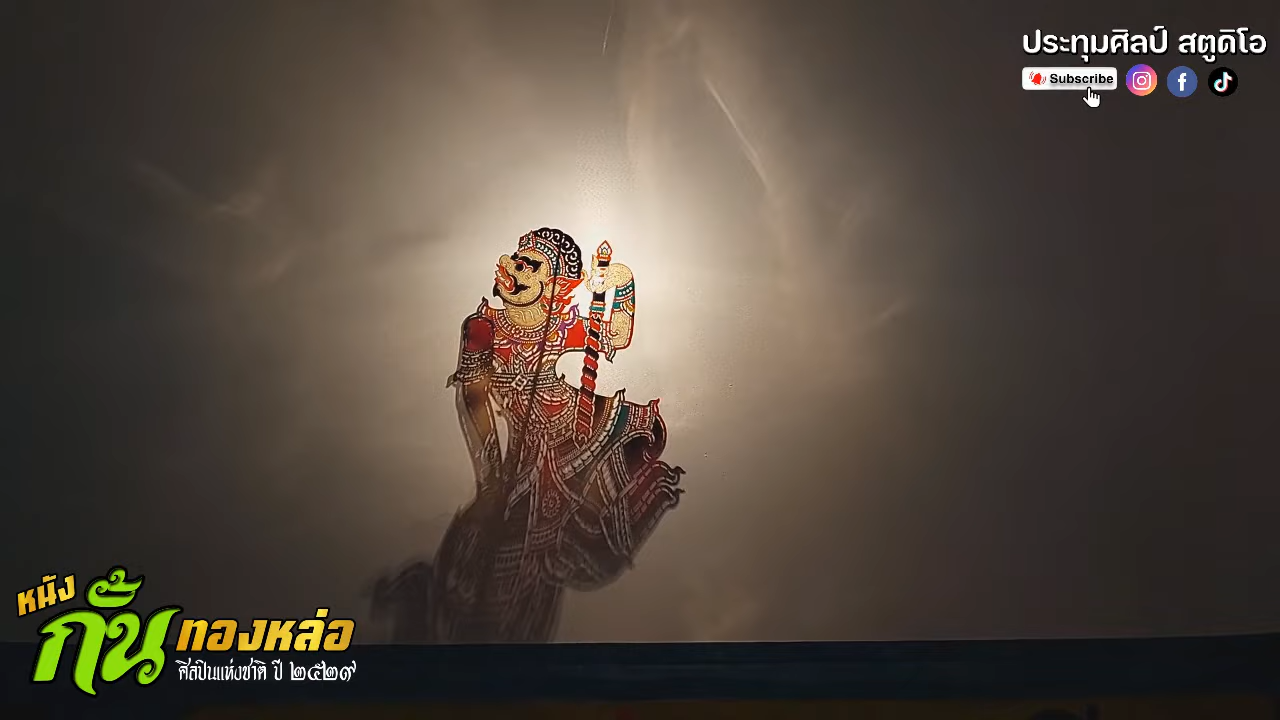 ประทุมศิลป์ สตูดิโอ
Subscribe
หนัง
กั้น ทองหล่อ
ศิลปินแห่งชาติ ปี ๒๕๒๙